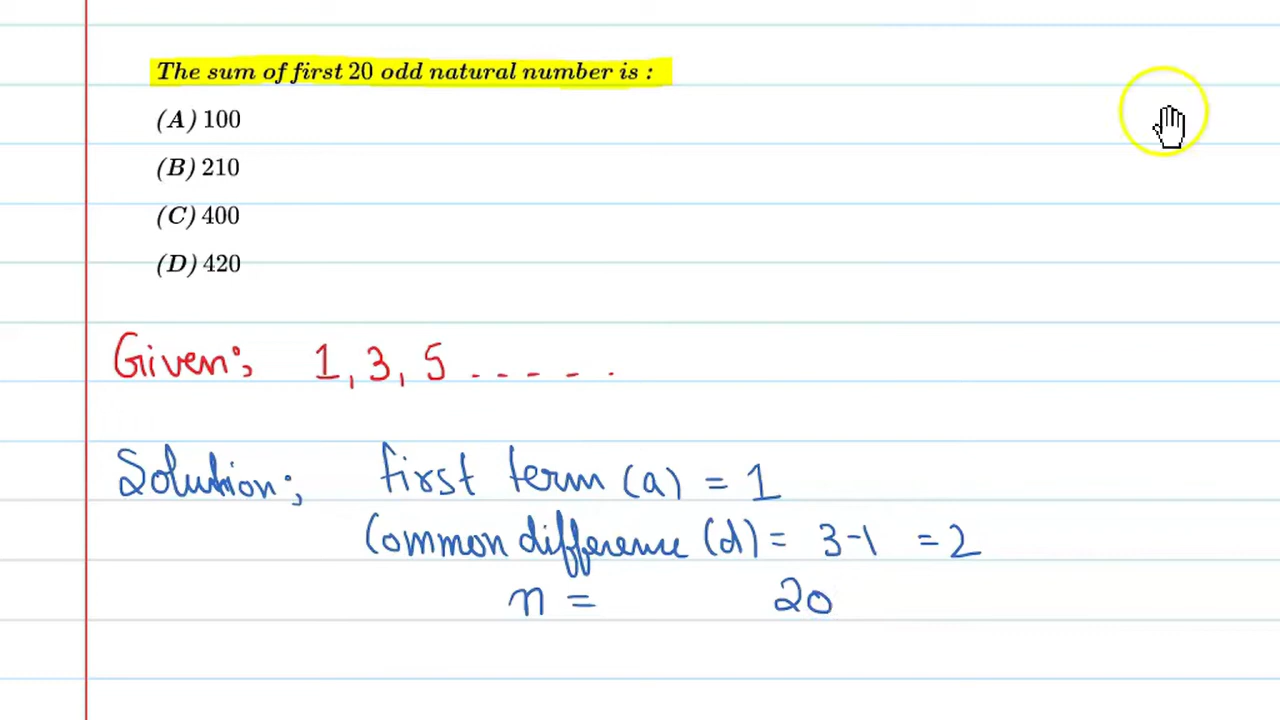 The sum of first 20 odd natural number is :
(A) 100
(B) 210
(C) 400
(D) 420
Given; 1, 3, 5 - - - - .
Solution; first term (a) = 1
Common difference (d) = 3-1 = 2
n = 20